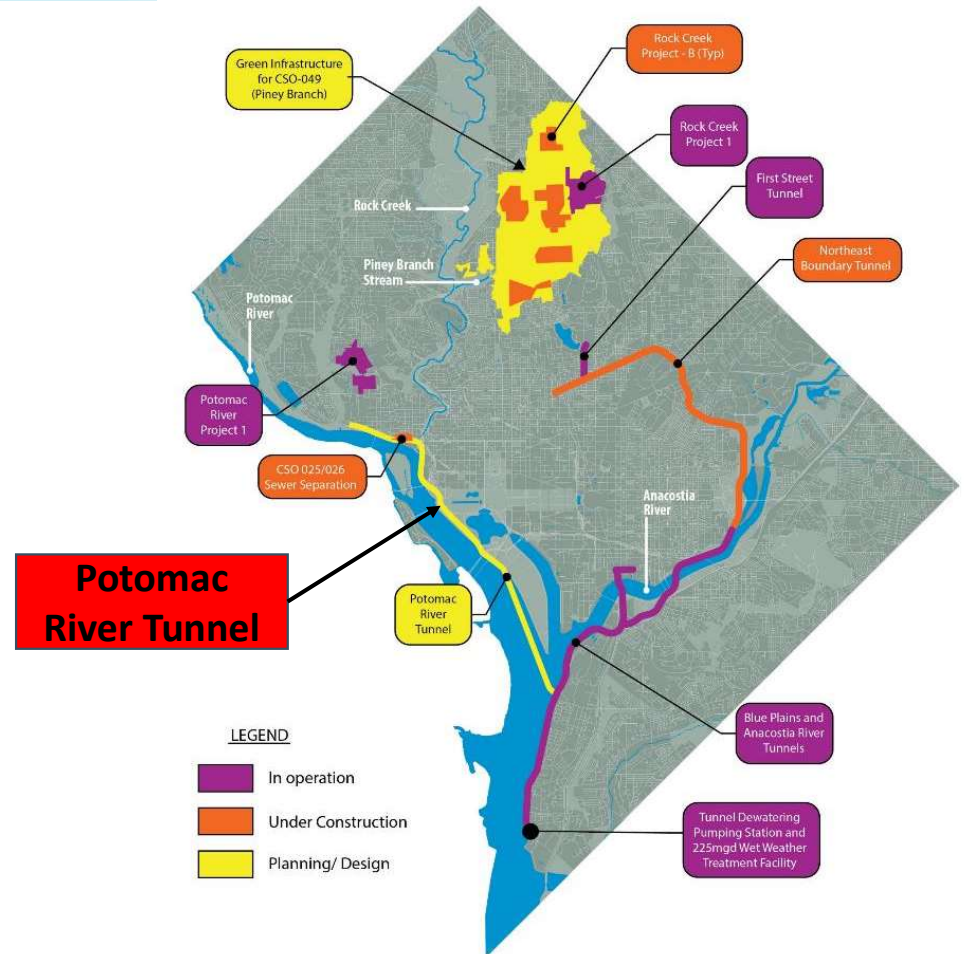 Green Infrastructure
for CSO-049
(Piney Branch)
Rock Creek
Project - B (Typ)
Rock Creek
Project 1
First Street
Tunnel
Northeast
Boundary Tunnel
Rock Creek
Piney Branch
Stream
Potomac
River
Potomac
River
Project 1
CSO 025/026
Sewer Separation
Anacostia
River
Potomac
River Tunnel
Potomac
River
Tunnel
Blue Plains and
Anacostia River
Tunnels
Tunnel Dewatering
Pumping Station and
225mgd Wet Weather
Treatment Facility
LEGEND
In operation
Under Construction
Planning/ Design